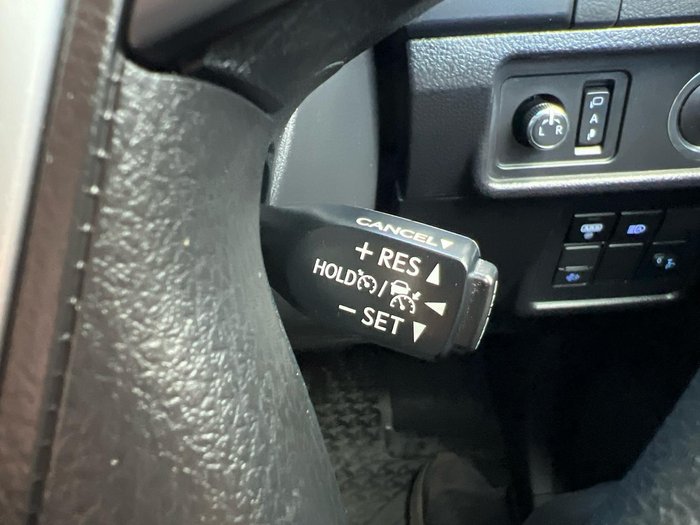 CANCEL▼
+ RES ▲
HOLD /
− SET ▼
L R
A